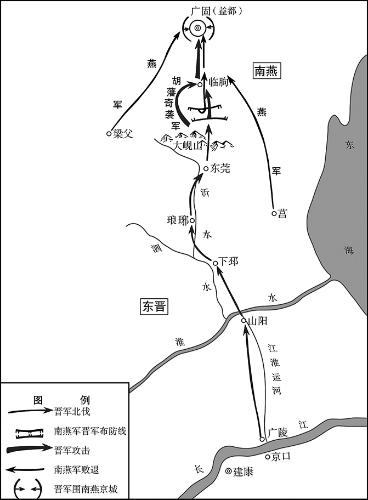 广固(益都)
南燕
燕
军
胡
藩
奇
袭
军
临朐
燕
军
梁父
大岘山
东莞
莒
东
海
琅琊
沂
水
泗
水
下邳
东晋
淮
水
山阳
江
淮
运
河
广陵
京口
建康
长
江
图 例
晋军北伐
南燕军晋军布防线
晋军攻击
南燕军败退
晋军围南燕京城